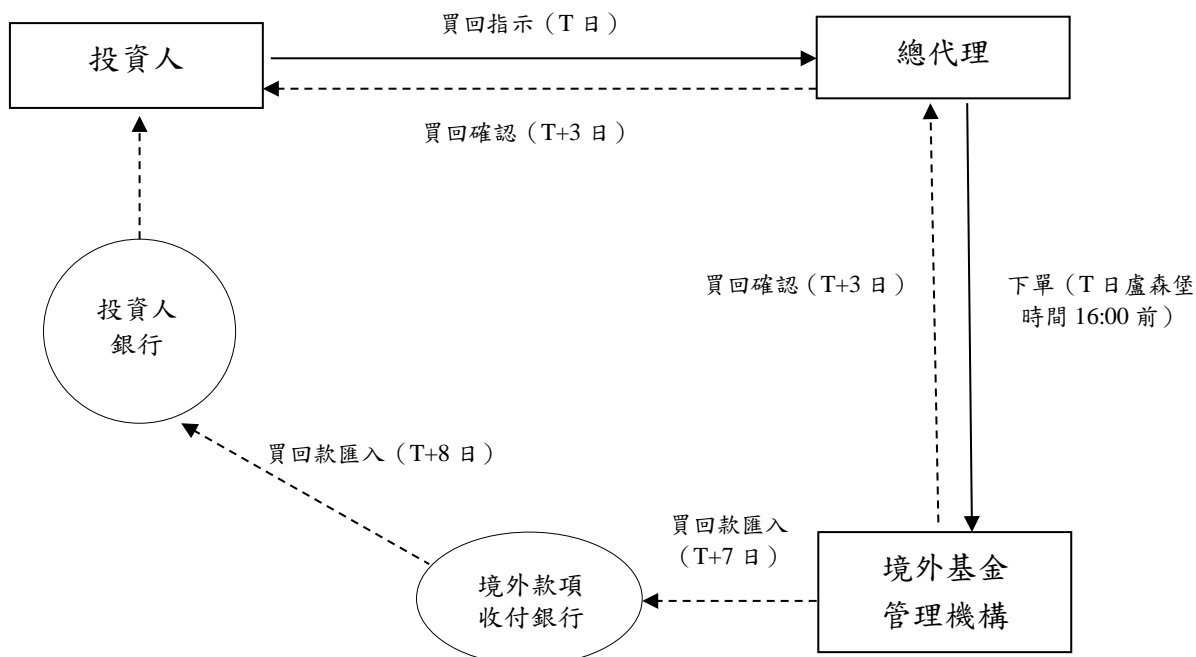 買回指示（T 日）
投資人
總代理
買回確認（T+3 日）
買回確認（T+3 日）
下單（T 日盧森堡
時間 16:00 前）
投資人
銀行
買回款匯入（T+8 日）
買回款匯入
（T+7 日）
境外款項
收付銀行
境外基金
管理機構